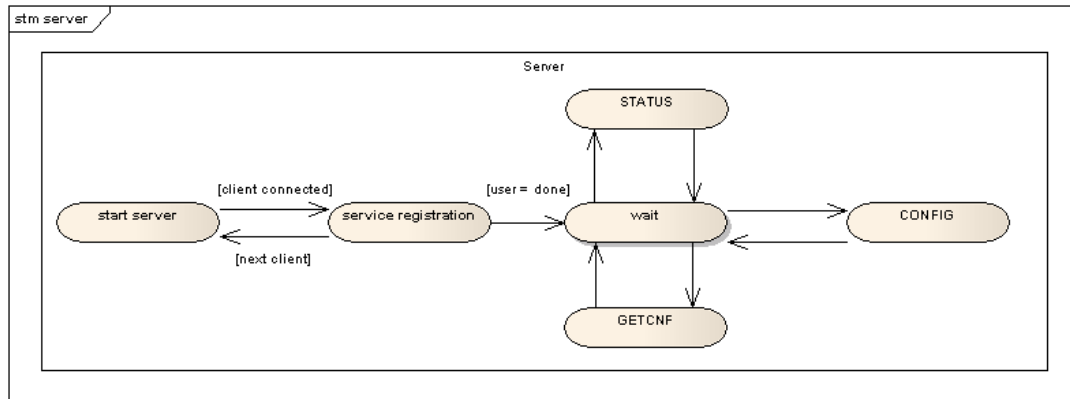 stm server
Server
STATUS
[client connected]
[user = done]
start server
service registration
wait
CONFIG
[next client]
GETCNF